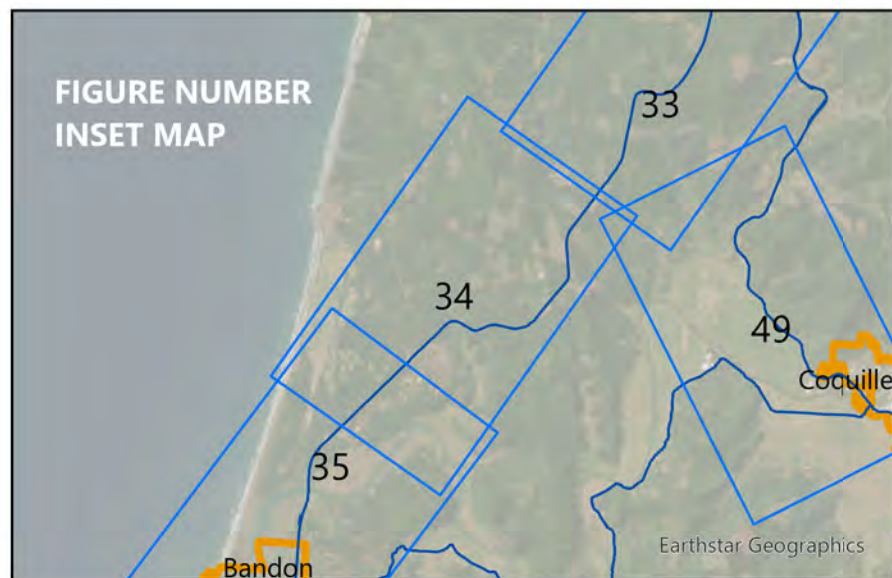 FIGURE NUMBER
INSET MAP
33
34
49
Coquille
35
Earthstar Geographics
Bandon